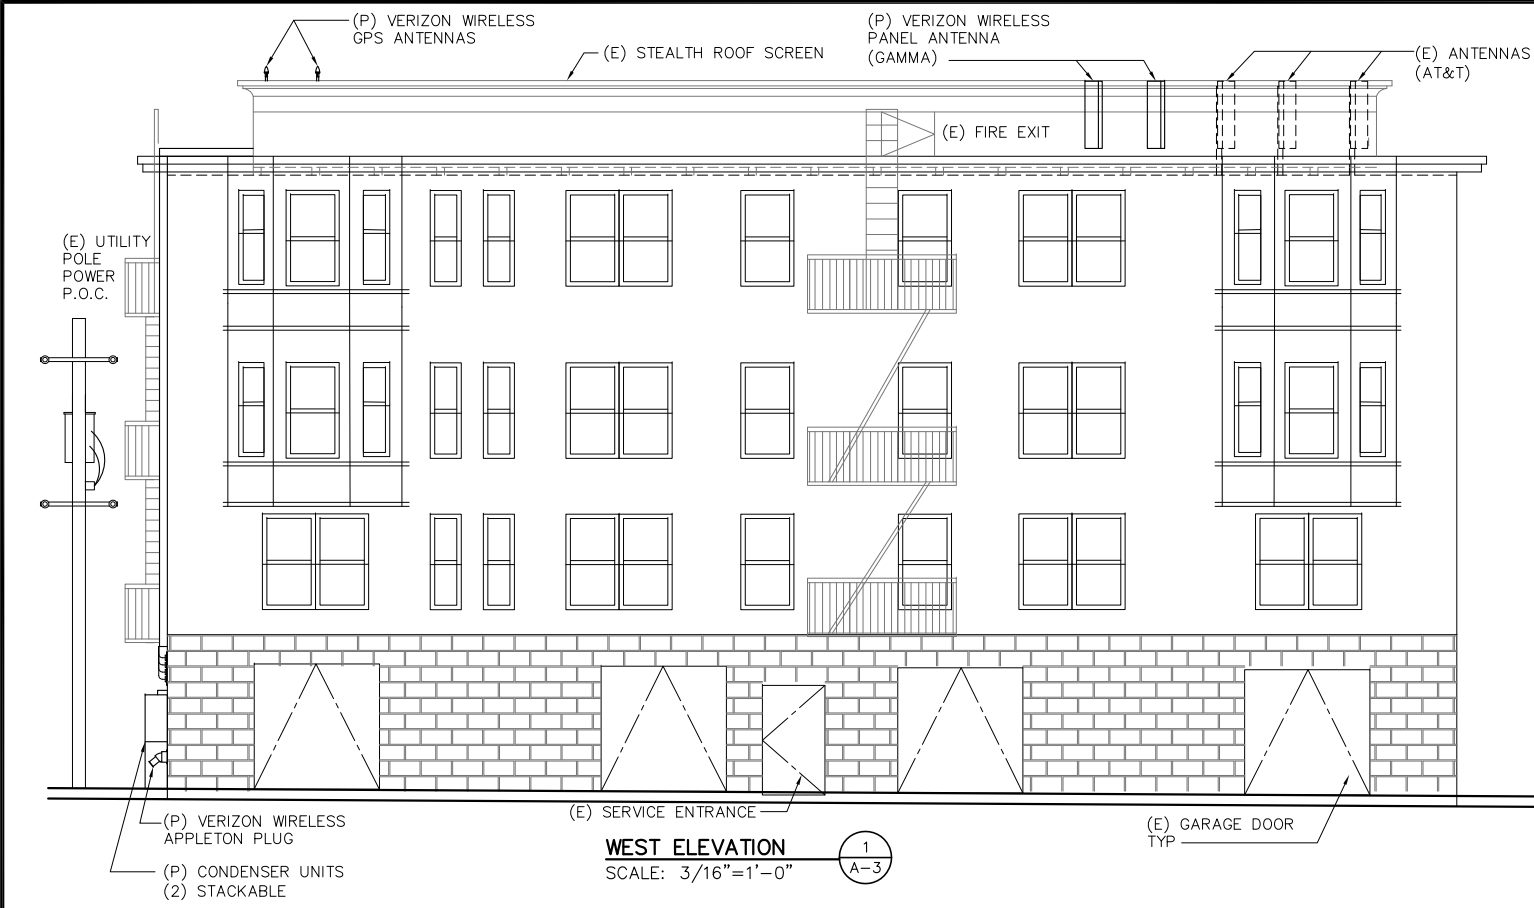 (P) VERIZON WIRELESS
GPS ANTENNAS
(E) STEALTH ROOF SCREEN
(P) VERIZON WIRELESS
PANEL ANTENNA
(GAMMA)
(E) ANTENNAS
(AT&T)
(E) FIRE EXIT
(E) UTILITY
POLE
POWER
P.O.C.
(P) VERIZON WIRELESS
APPLETON PLUG
(P) CONDENSER UNITS
(2) STACKABLE
(E) SERVICE ENTRANCE
WEST ELEVATION
SCALE: 3/16"=1'-0"
1
A-3
(E) GARAGE DOOR
TYP